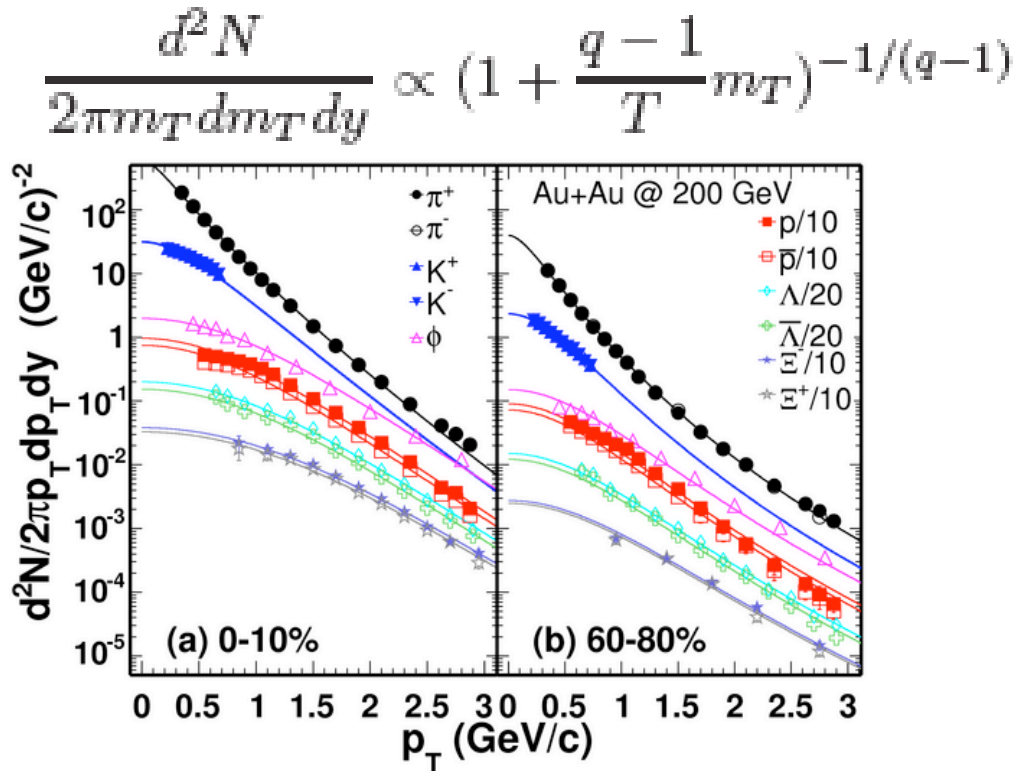 d²N
2πm_T dm_T dy ∝ (1 + q − 1
T m_T)^−1/(q−1)
d²N/2πp_T dp_T dy (GeV/c)⁻²
10²
10
1
10⁻¹
10⁻²
10⁻³
10⁻⁴
10⁻⁵
π⁺
π⁻
K⁺
K⁻
ϕ
(a) 0-10%
Au+Au @ 200 GeV
p/10
p̅/10
Λ/20
Λ̅/20
Ξ⁻/10
Ξ⁺/10
(b) 60-80%
0 0.5 1 1.5 2 2.5 3 0 0.5 1 1.5 2 2.5 3
p_T (GeV/c)